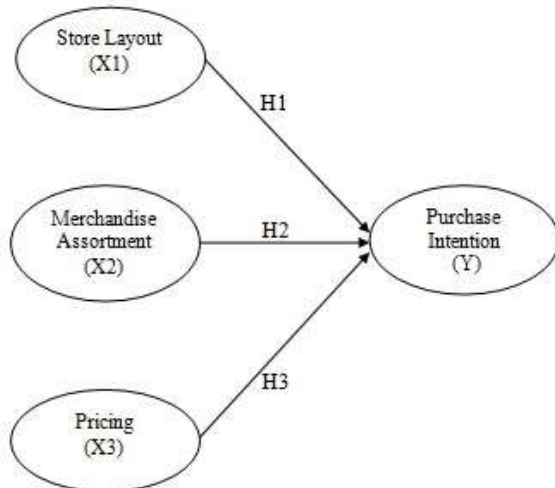 Store Layout
(X1)
H1
Merchandise
Assortment
(X2)
H2
Purchase
Intention
(Y)
H3
Pricing
(X3)